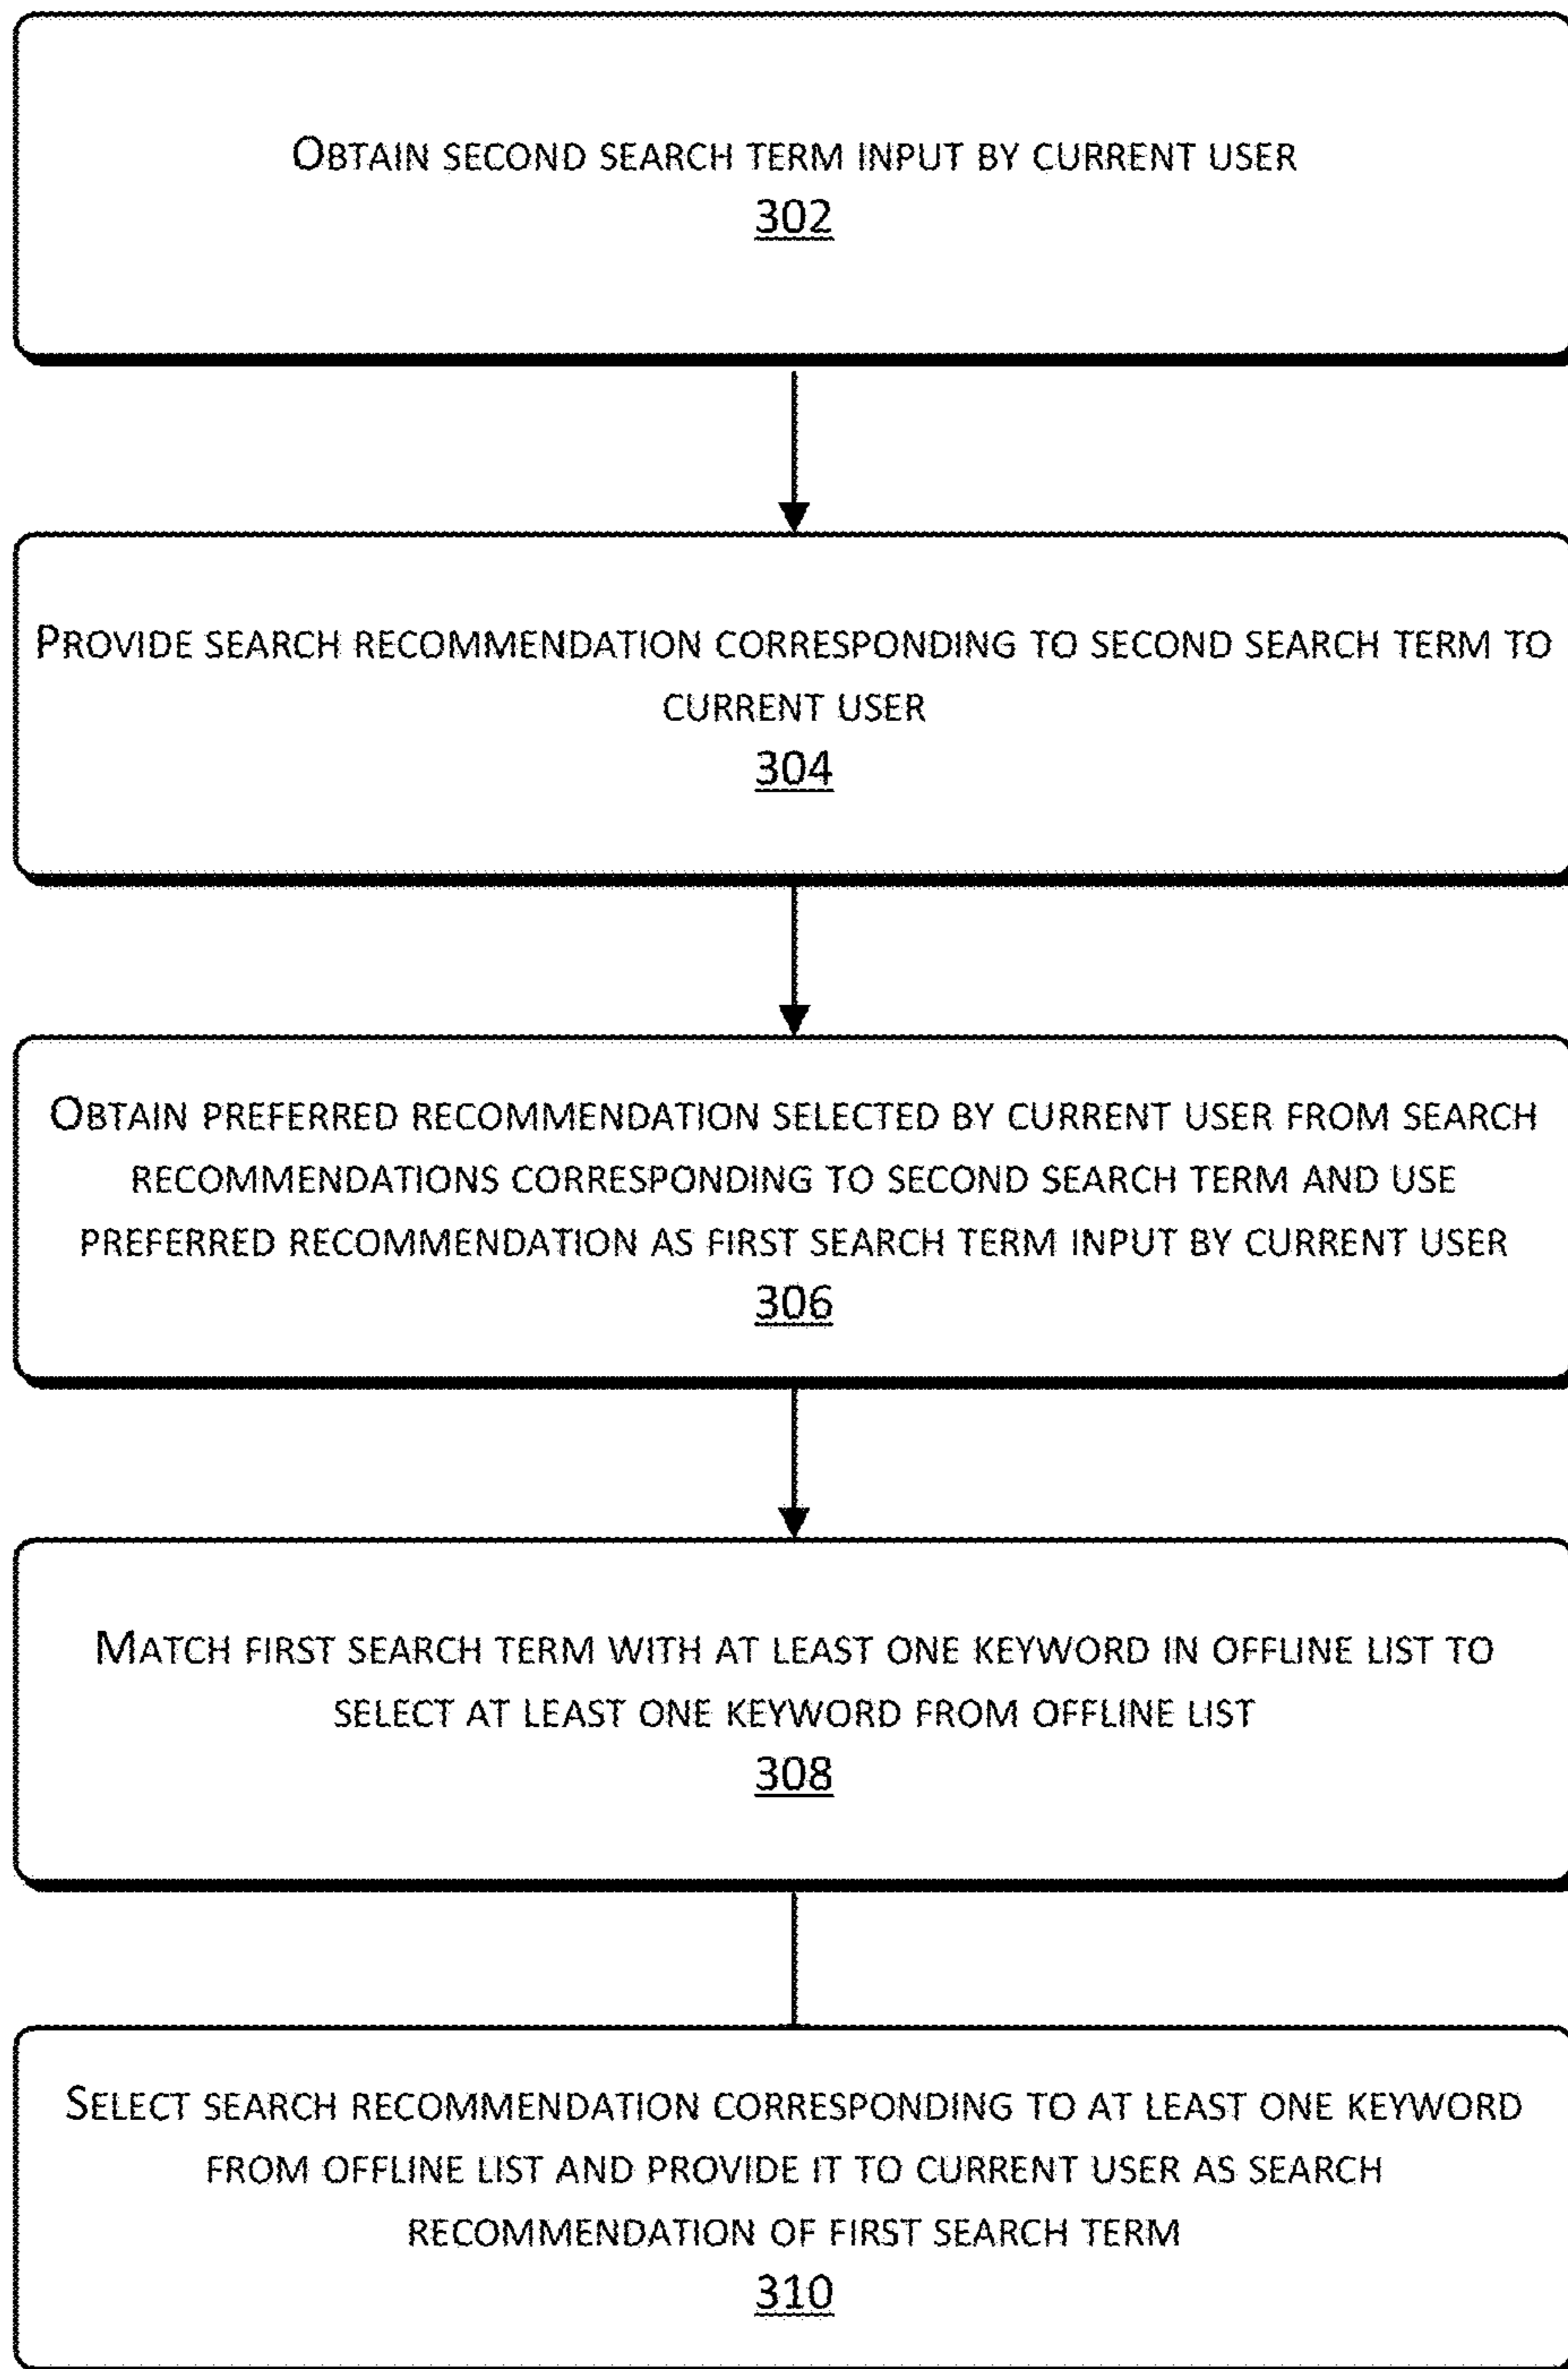 OBTAIN SECOND SEARCH TERM INPUT BY CURRENT USER
302
PROVIDE SEARCH RECOMMENDATION CORRESPONDING TO SECOND SEARCH TERM TO
CURRENT USER
304
OBTAIN PREFERRED RECOMMENDATION SELECTED BY CURRENT USER FROM SEARCH
RECOMMENDATIONS CORRESPONDING TO SECOND SEARCH TERM AND USE
PREFERRED RECOMMENDATION AS FIRST SEARCH TERM INPUT BY CURRENT USER
306
MATCH FIRST SEARCH TERM WITH AT LEAST ONE KEYWORD IN OFFLINE LIST TO
SELECT AT LEAST ONE KEYWORD FROM OFFLINE LIST
308
SELECT SEARCH RECOMMENDATION CORRESPONDING TO AT LEAST ONE KEYWORD
FROM OFFLINE LIST AND PROVIDE IT TO CURRENT USER AS SEARCH
RECOMMENDATION OF FIRST SEARCH TERM
310